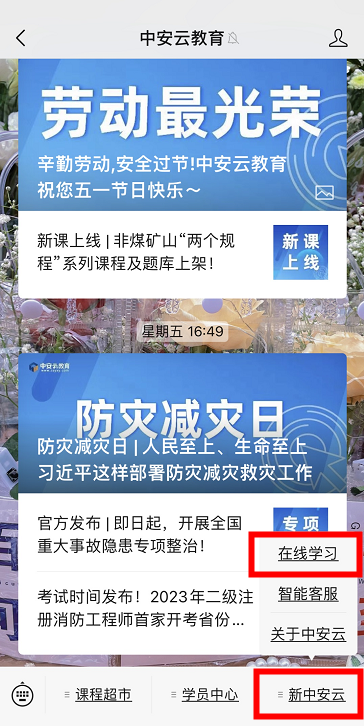 中安云教育
劳动最光荣
辛勤劳动,安全过节!中安云教育
祝您五一节日快乐～
新课上线 | 非煤矿山“两个规
程”系列课程及题库上架！
新课
上线
星期五 16:49
中安云教育
防灾减灾日
防灾减灾日 | 人民至上、生命至上
习近平这样部署防灾减灾救灾工作
官方发布 | 即日起，开展全国
重大事故隐患专项整治！
专项
考试时间发布！2023年二级注
册消防工程师首家开考省份...
在线学习
智能客服
关于中安云
课程超市
学员中心
新中安云